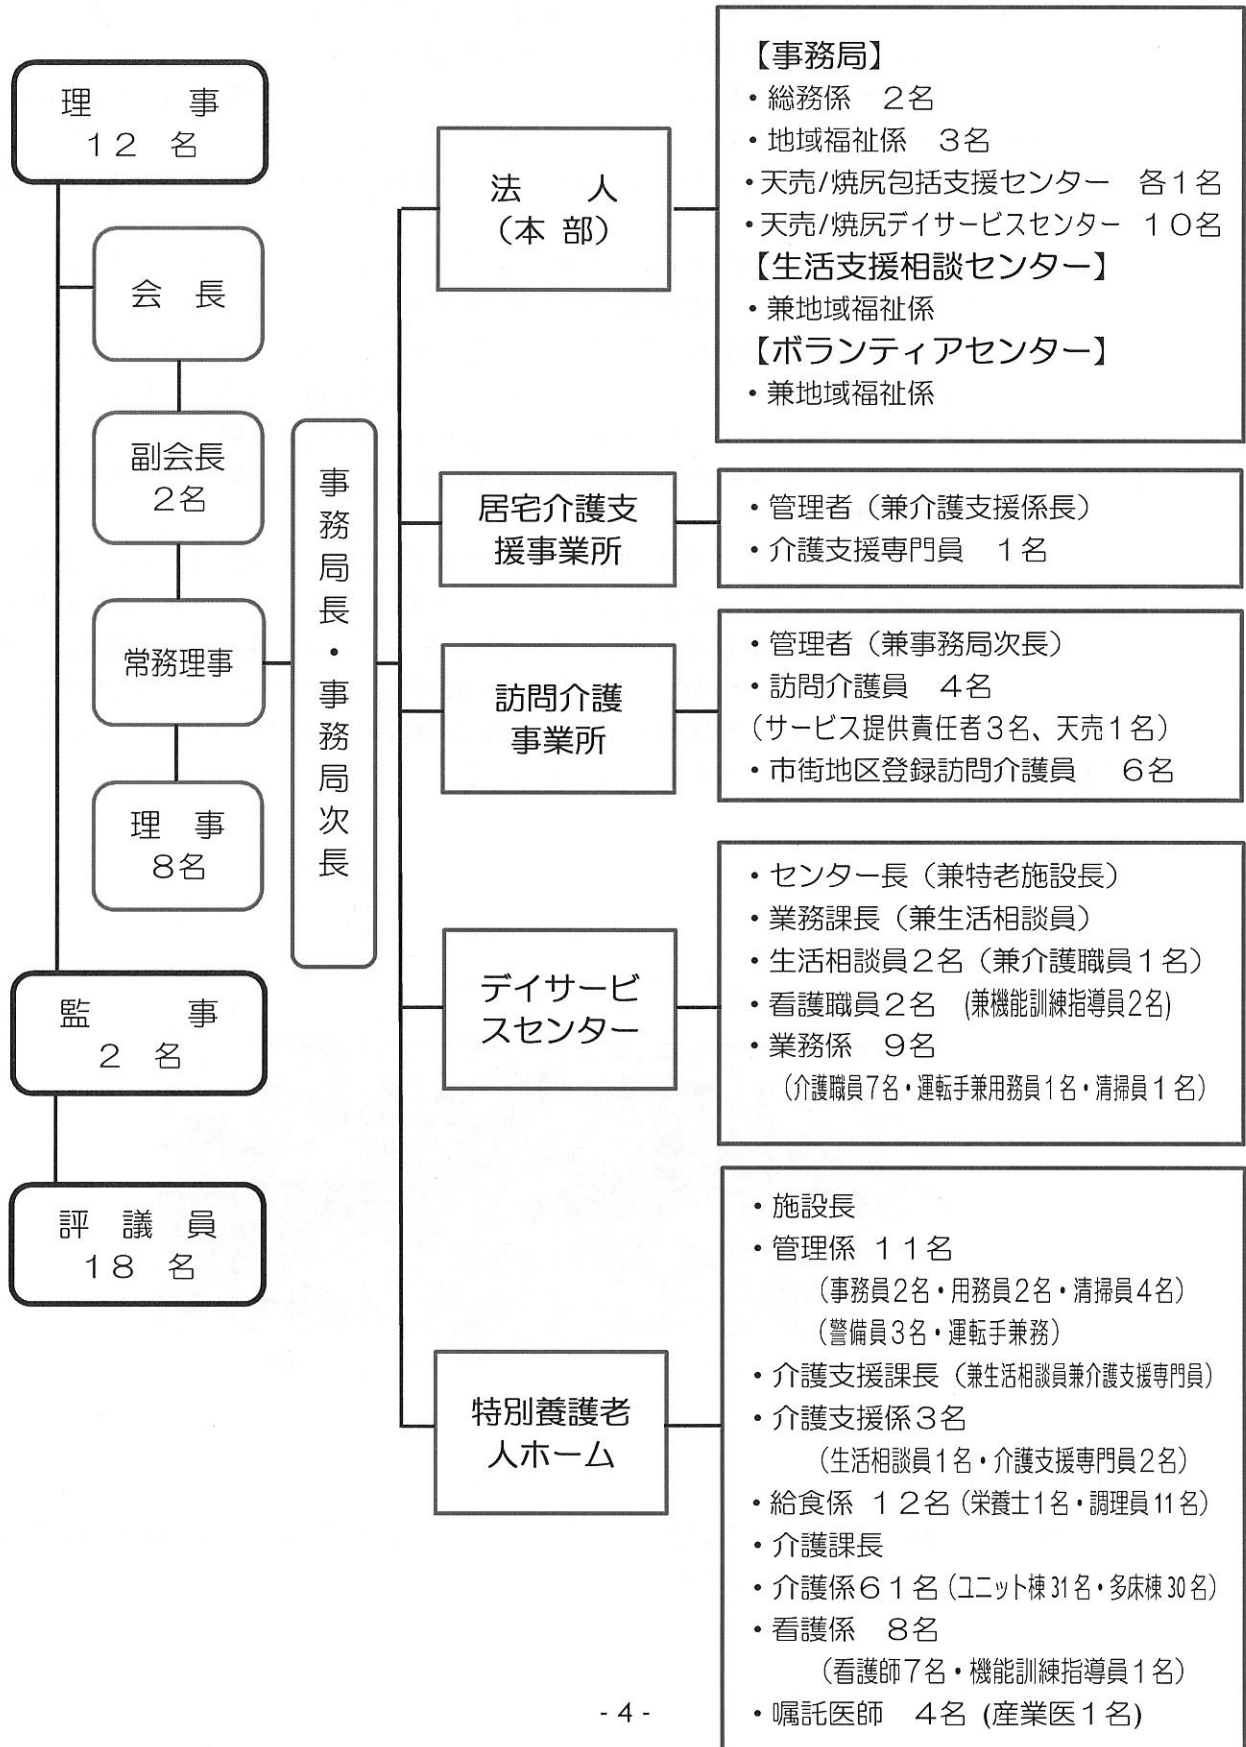 理　事
１２ 名
会 長
副会長
２名
常務理事
理 事
８名
監　事
２ 名
評 議 員
１８ 名
事務局長・事務局次長
法　人
（本 部）
【事務局】
・総務係　２名
・地域福祉係　３名
・天売/焼尻包括支援センター　各１名
・天売/焼尻デイサービスセンター　１０名
【生活支援相談センター】
・兼地域福祉係
【ボランティアセンター】
・兼地域福祉係
居宅介護支
援事業所
・管理者（兼介護支援係長）
・介護支援専門員　１名
訪問介護
事業所
・管理者（兼事務局次長）
・訪問介護員　４名
（サービス提供責任者３名、天売１名）
・市街地区登録訪問介護員　６名
デイサービ
スセンター
・センター長（兼特老施設長）
・業務課長（兼生活相談員）
・生活相談員２名（兼介護職員１名）
・看護職員２名　(兼機能訓練指導員２名)
・業務係　９名
（介護職員７名・運転手兼用務員１名・清掃員１名）
特別養護老
人ホーム
・施設長
・管理係　１１名
（事務員２名・用務員２名・清掃員４名）
（警備員３名・運転手兼務）
・介護支援課長（兼生活相談員兼介護支援専門員）
・介護支援係３名
（生活相談員１名・介護支援専門員２名）
・給食係　１２名（栄養士１名・調理員11名）
・介護課長
・介護係６１名（ユニット棟31名・多床棟30名）
・看護係　８名
（看護師７名・機能訓練指導員１名）
・嘱託医師　４名 (産業医１名)
- 4 -